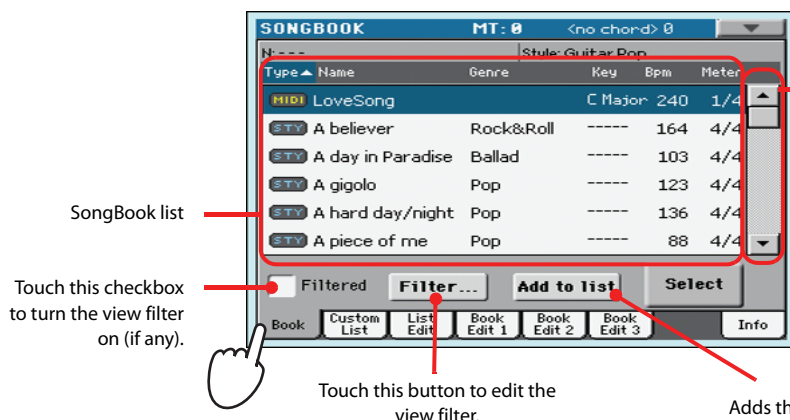 SONGBOOK MT: 0 <no chord> 0
N: --- Style: Guitar Pop
Type Name Genre Key Bpm Meter
MIDI LoveSong C Major 240 1/4
STY A believer Rock&Roll ----- 164 4/4
STY A day in Paradise Ballad ----- 103 4/4
STY A gigolo Pop ----- 123 4/4
STY A hard day/night Pop ----- 136 4/4
STY A piece of me Pop ----- 88 4/4
SongBook list
Filtered Filter... Add to list Select
Touch this checkbox
to turn the view filter
on (if any).
Book Custom List List Edit Book Edit 1 Book Edit 2 Book Edit 3 Info
Touch this button to edit the
view filter.
Adds th